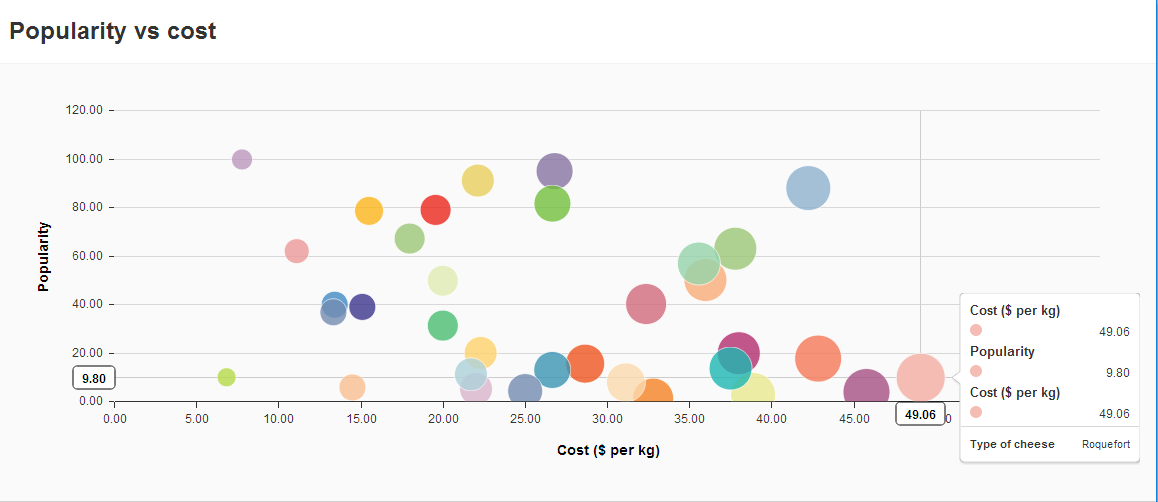 Popularity vs cost
120.00
100.00
80.00
60.00
40.00
20.00
0.00
Popularity
9.80
0.00 5.00 10.00 15.00 20.00 25.00 30.00 35.00 40.00 45.00 0
49.06
Cost ($ per kg)
Cost ($ per kg)
49.06
Popularity
9.80
Cost ($ per kg)
49.06
Type of cheese Roquefort